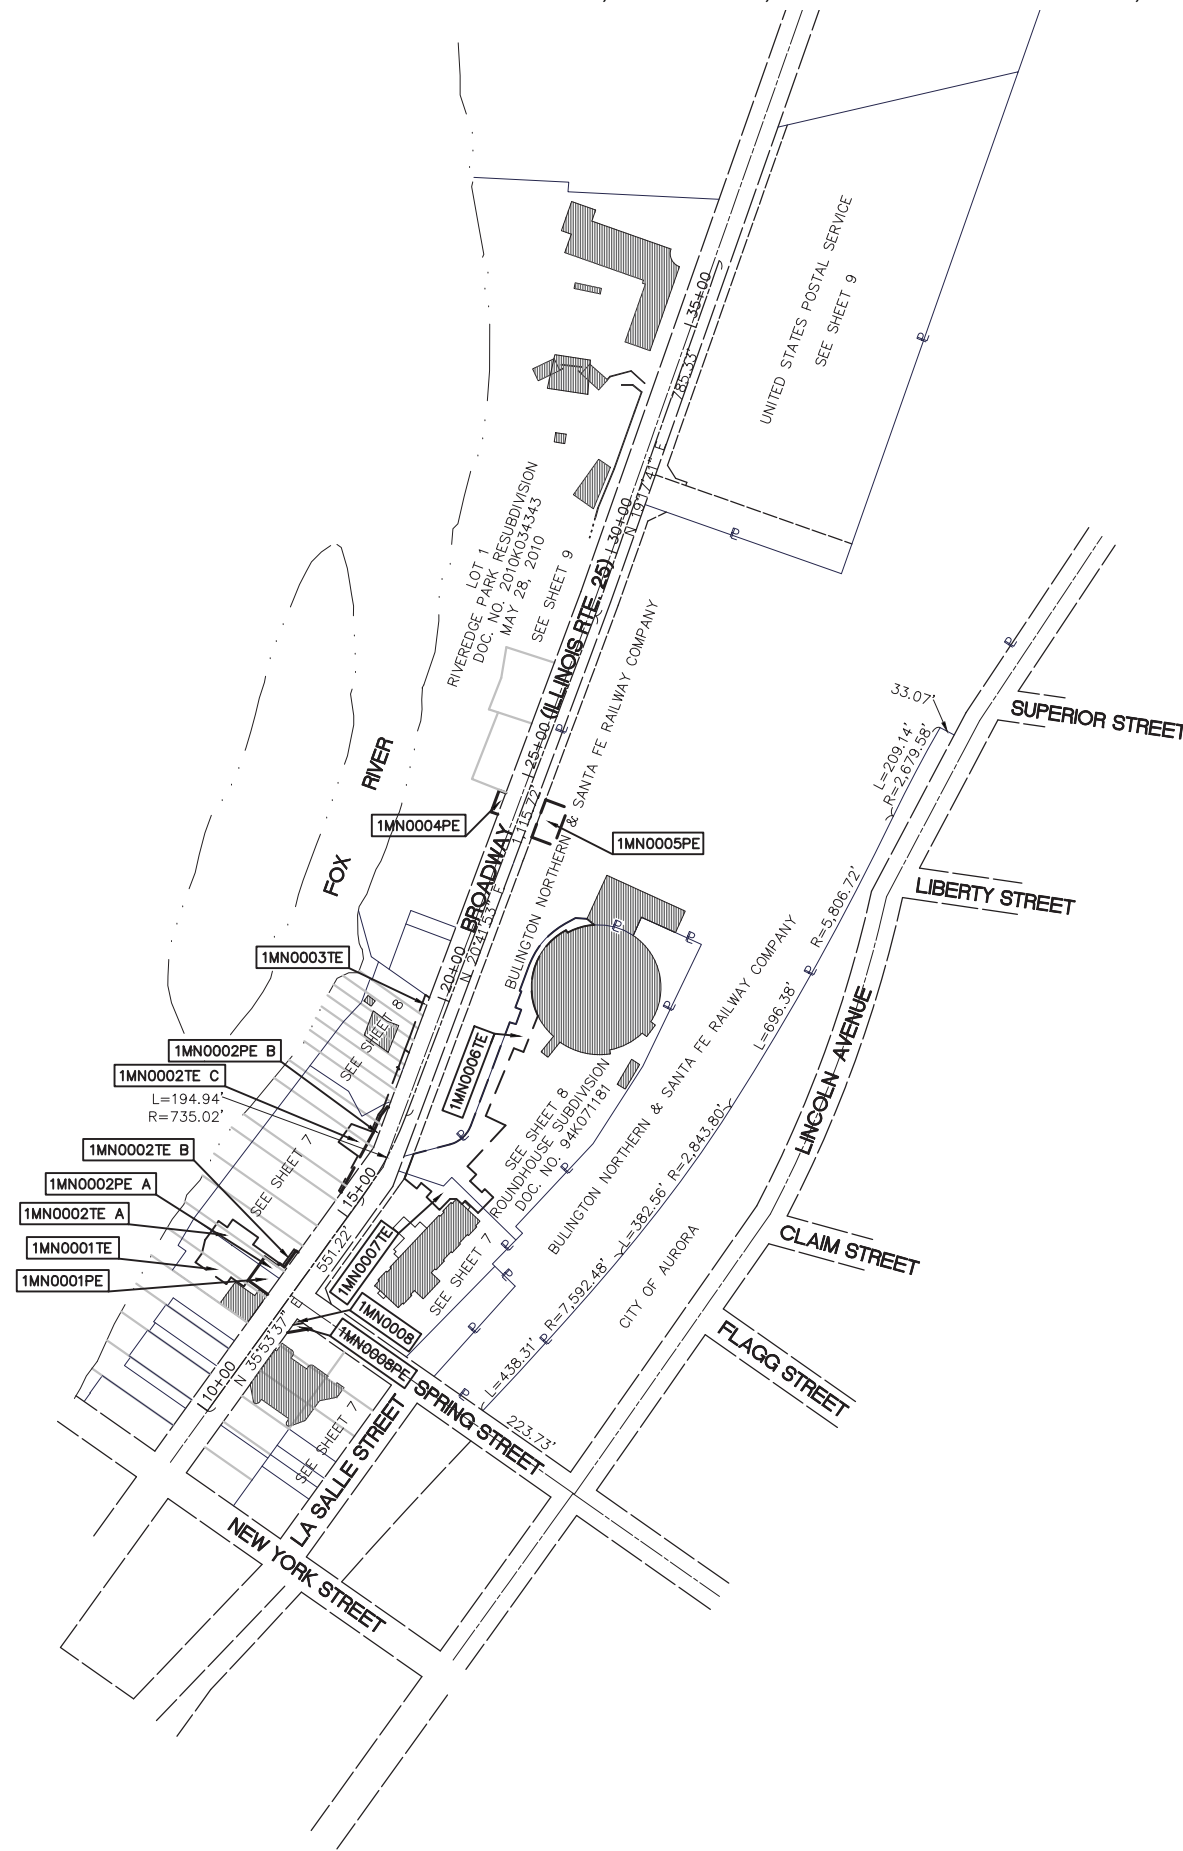 UNITED STATES POSTAL SERVICE
SEE SHEET 9
35+00
785.33'
N 19°17'41" E
30+00
LOT 1
RIVEREDGE PARK RESUBDIVISION
DOC. NO. 2010K034343
MAY 28, 2010
SEE SHEET 9
BROADWAY (ILLINOIS RTE. 25)
25+00
1,115.72'
N 20°41'53" E
20+00
BULINGTON NORTHERN & SANTA FE RAILWAY COMPANY
FOX RIVER
1MN0004PE
1MN0005PE
33.07'
L=209.14'
R=2,679.58'
SUPERIOR STREET
LIBERTY STREET
LINCOLN AVENUE
R=5,806.72'
L=696.38'
R=2,843.80'
L=382.56'
R=7,592.48'
L=438.31'
BULINGTON NORTHERN & SANTA FE RAILWAY COMPANY
CITY OF AURORA
1MN0003TE
SEE SHEET 8
1MN0002PE B
1MN0002TE C
L=194.94'
R=735.02'
1MN0002TE B
1MN0002PE A
1MN0002TE A
1MN0001TE
1MN0001PE
SEE SHEET 7
15+00
551.22'
N 35°53'37" E
10+00
1MN0006TE
SEE SHEET 8
ROUNDHOUSE SUBDIVISION
DOC. NO. 94K071181
1MN0007TE
SEE SHEET 7
1MN0008
1MN0008PE
CLAIM STREET
FLAGG STREET
SPRING STREET
223.73'
SEE SHEET 7
LA SALLE STREET
NEW YORK STREET